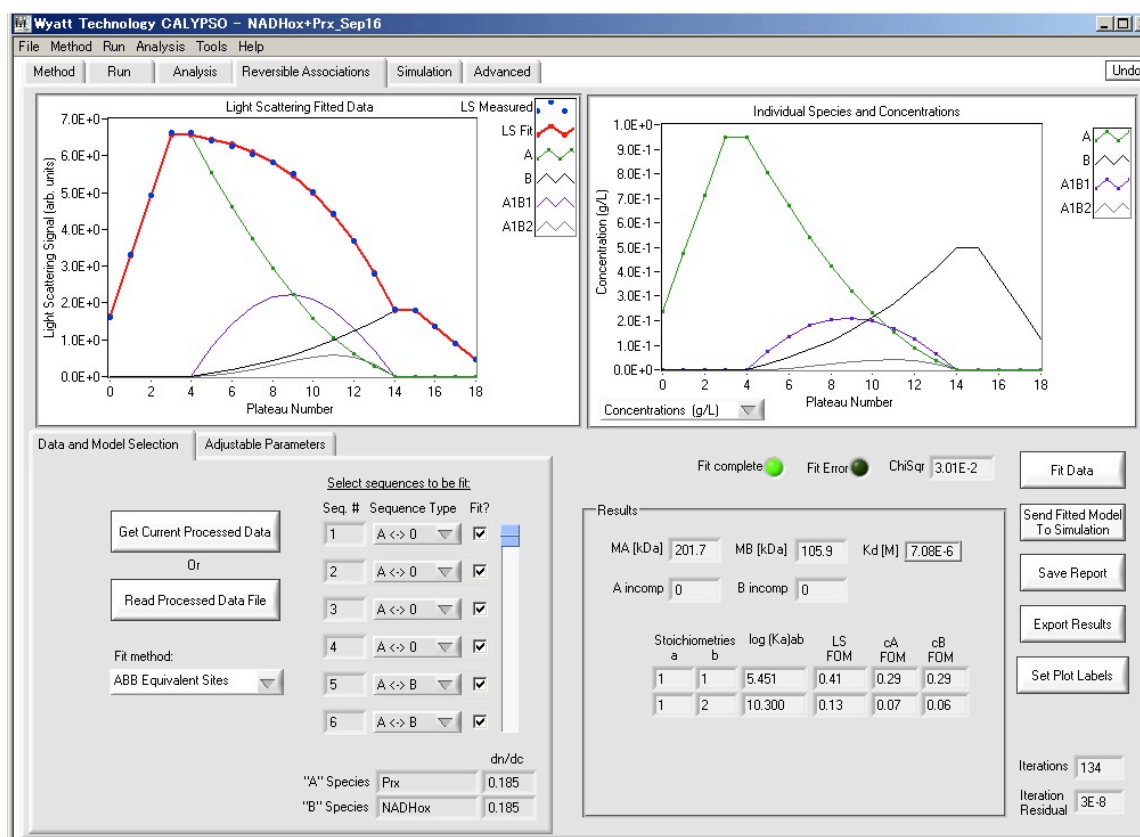 Wyatt Technology CALYPSO - NADHox+Prx_Sep16
File Method Run Analysis Tools Help
Method Run Analysis Reversible Associations Simulation Advanced Undo
Light Scattering Fitted Data
LS Measured
LS Fit
A
B
A1B1
A1B2
Light Scattering Signal (arb. units)
7.0E+0
6.0E+0
5.0E+0
4.0E+0
3.0E+0
2.0E+0
1.0E+0
0.0E+0
0 2 4 6 8 10 12 14 16 18
Plateau Number
Individual Species and Concentrations
A
B
A1B1
A1B2
Concentration (g/L)
1.0E+0
9.0E-1
8.0E-1
7.0E-1
6.0E-1
5.0E-1
4.0E-1
3.0E-1
2.0E-1
1.0E-1
0.0E+0
0 2 4 6 8 10 12 14 16 18
Plateau Number
Concentrations (g/L)
Data and Model Selection Adjustable Parameters
Select sequences to be fit:
Seq. # Sequence Type Fit?
1 A <-> 0
2 A <-> 0
3 A <-> 0
4 A <-> 0
5 A <-> B
6 A <-> B
Get Current Processed Data
Or
Read Processed Data File
Fit method:
ABB Equivalent Sites
dn/dc
"A" Species Prx 0.185
"B" Species NADHox 0.185
Fit complete Fit Error ChiSqr 3.01E-2
Results
MA [kDa] 201.7 MB [kDa] 105.9 Kd [M] 7.08E-6
A incomp 0 B incomp 0
Stoichiometries log (Ka)ab LS cA cB
a b FOM FOM FOM
1 1 5.451 0.41 0.29 0.29
1 2 10.300 0.13 0.07 0.06
Fit Data
Send Fitted Model
To Simulation
Save Report
Export Results
Set Plot Labels
Iterations 134
Iteration
Residual 3E-8